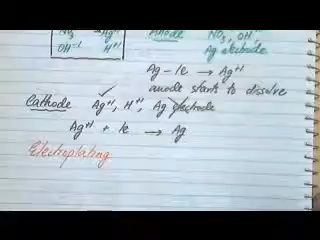 NO₃⁻ Ag⁺¹
OH⁻¹ H⁺¹
Anode NO₃, OH⁻
Ag electrode
Ag – 1e → Ag⁺¹
anode starts to dissolve
Cathode Ag⁺¹, H⁺¹, Ag electrode
Ag⁺¹ + 1e → Ag
Electroplating